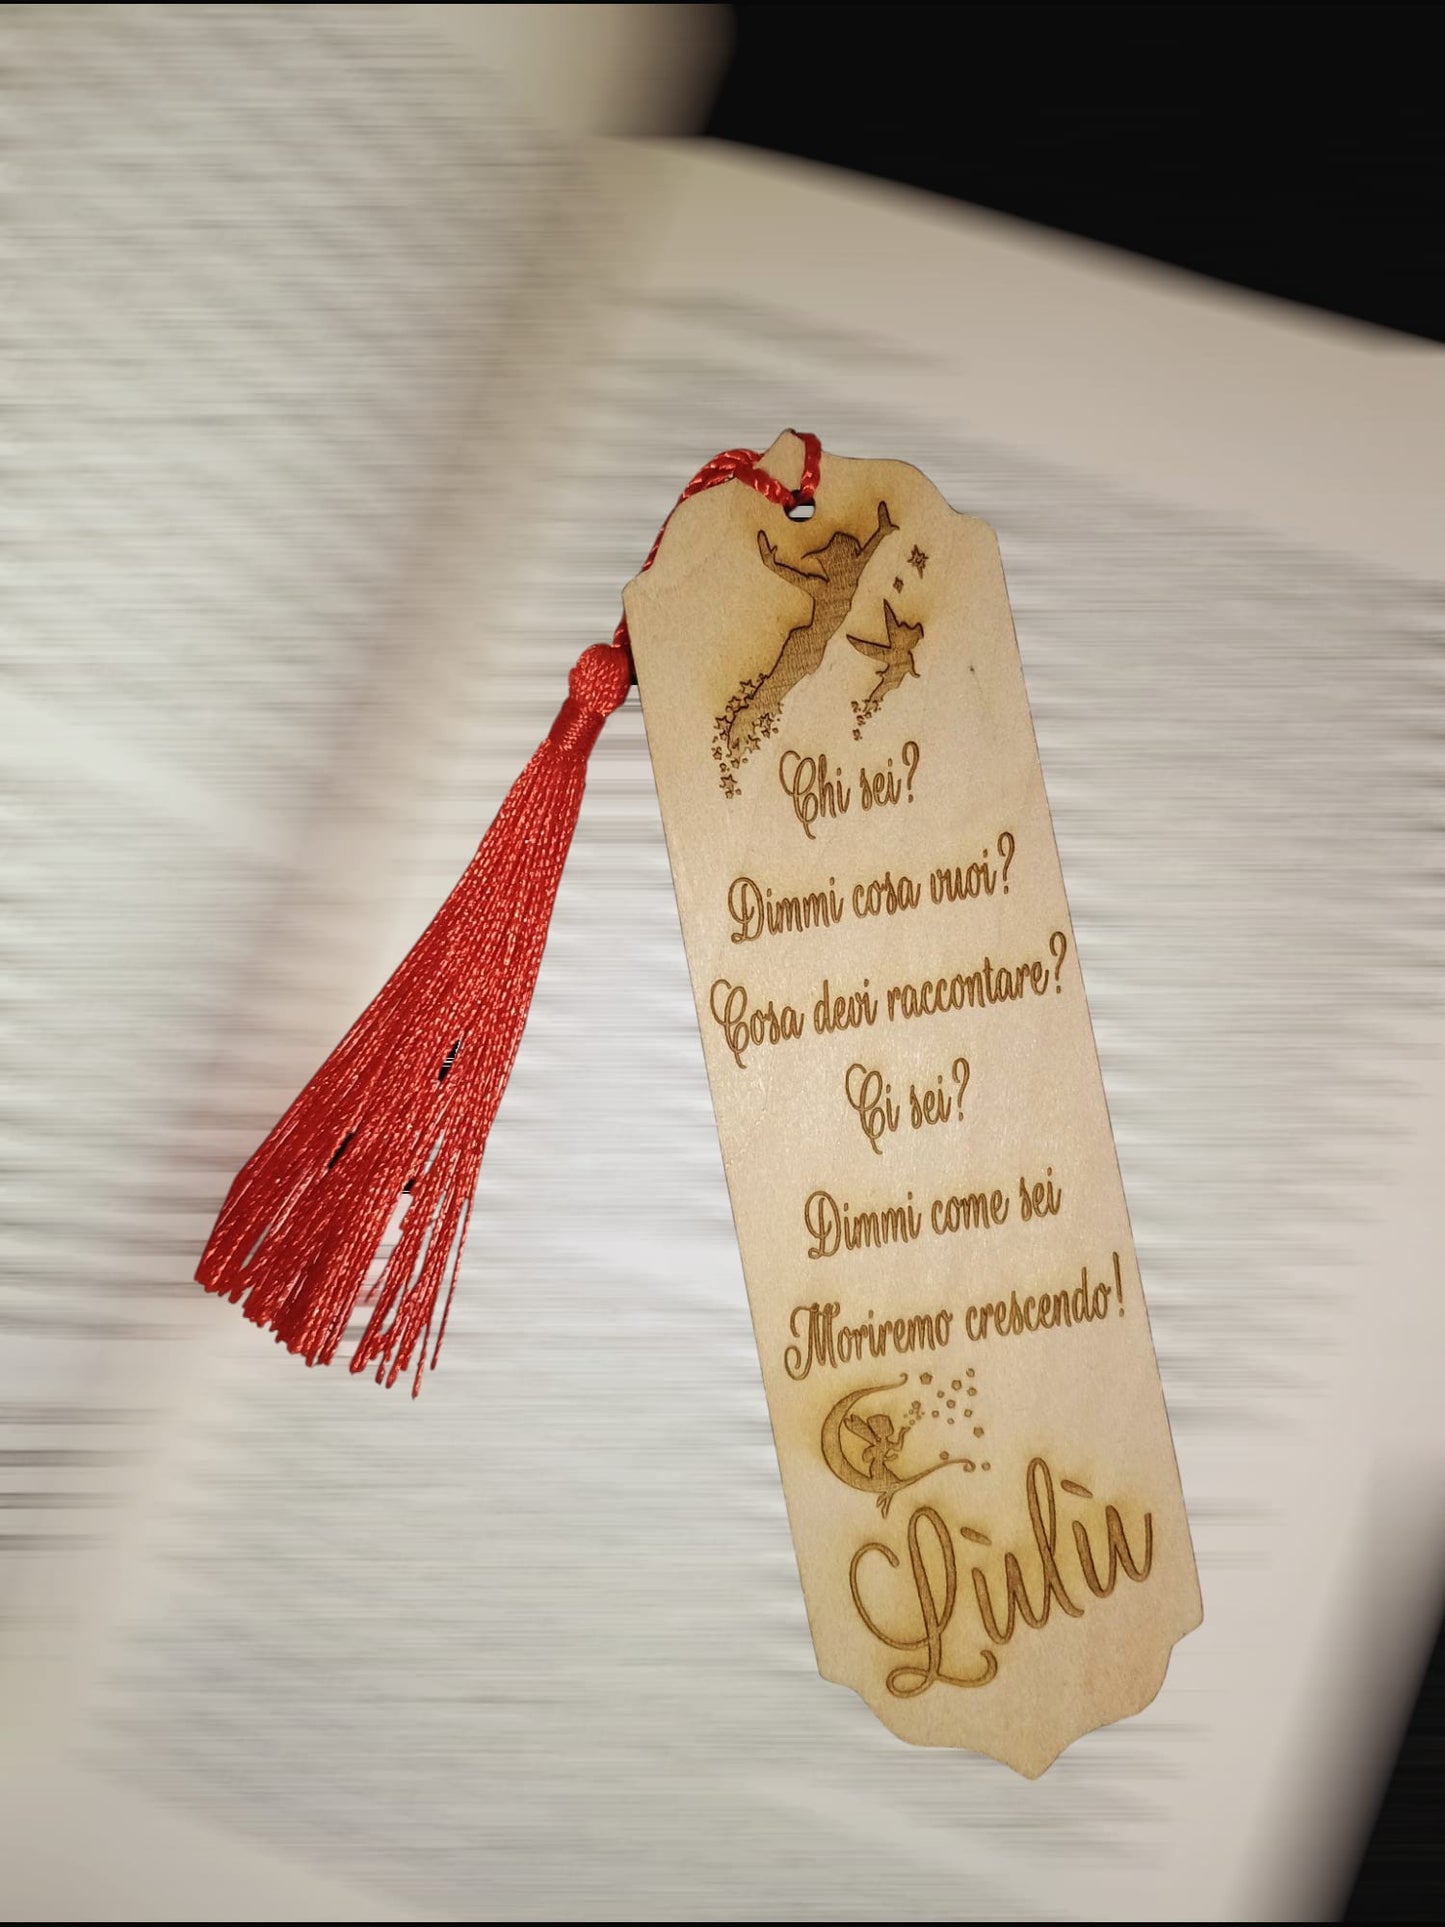 Chi sei?
Dimmi cosa vuoi?
Cosa devi raccontare?
Ci sei?
Dimmi come sei
Moriremo crescendo!
Lùlù